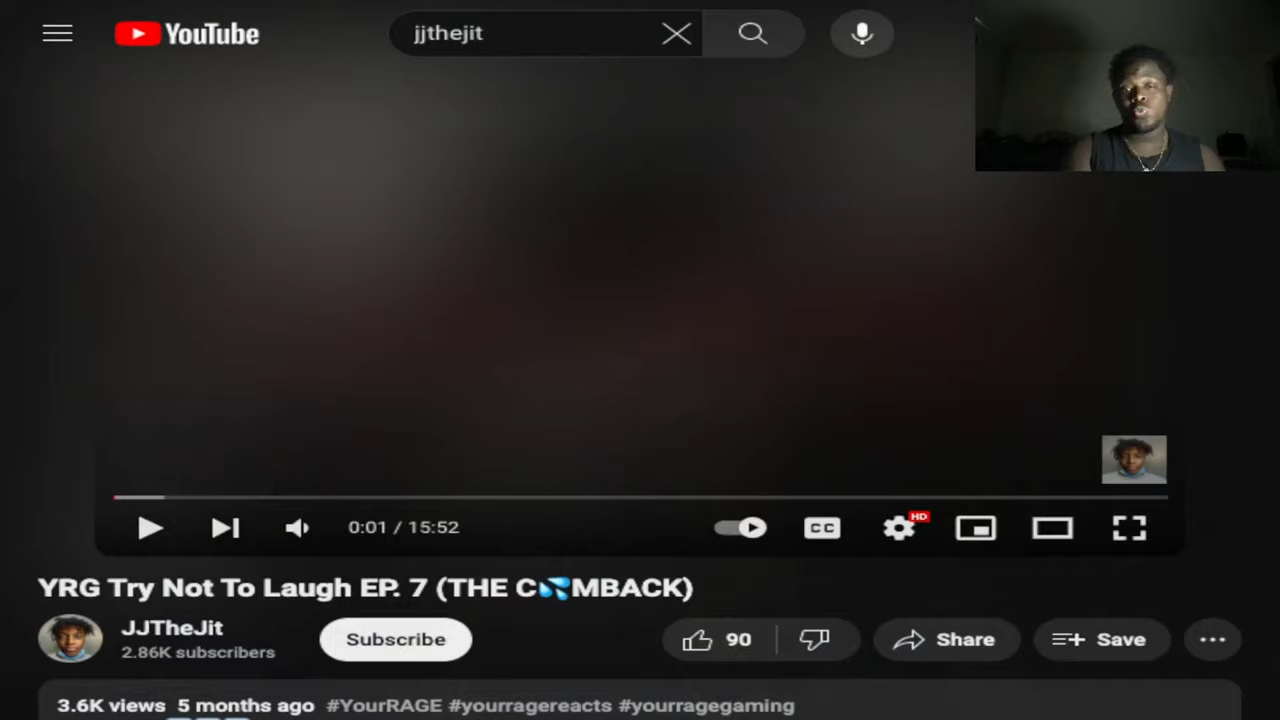 YouTube
jjthejit
0:01 / 15:52
CC
HD
YRG Try Not To Laugh EP. 7 (THE C💦MBACK)
JJTheJit
2.86K subscribers
Subscribe
90
Share
Save
3.6K views 5 months ago #YourRAGE #yourragereacts #yourragegaming